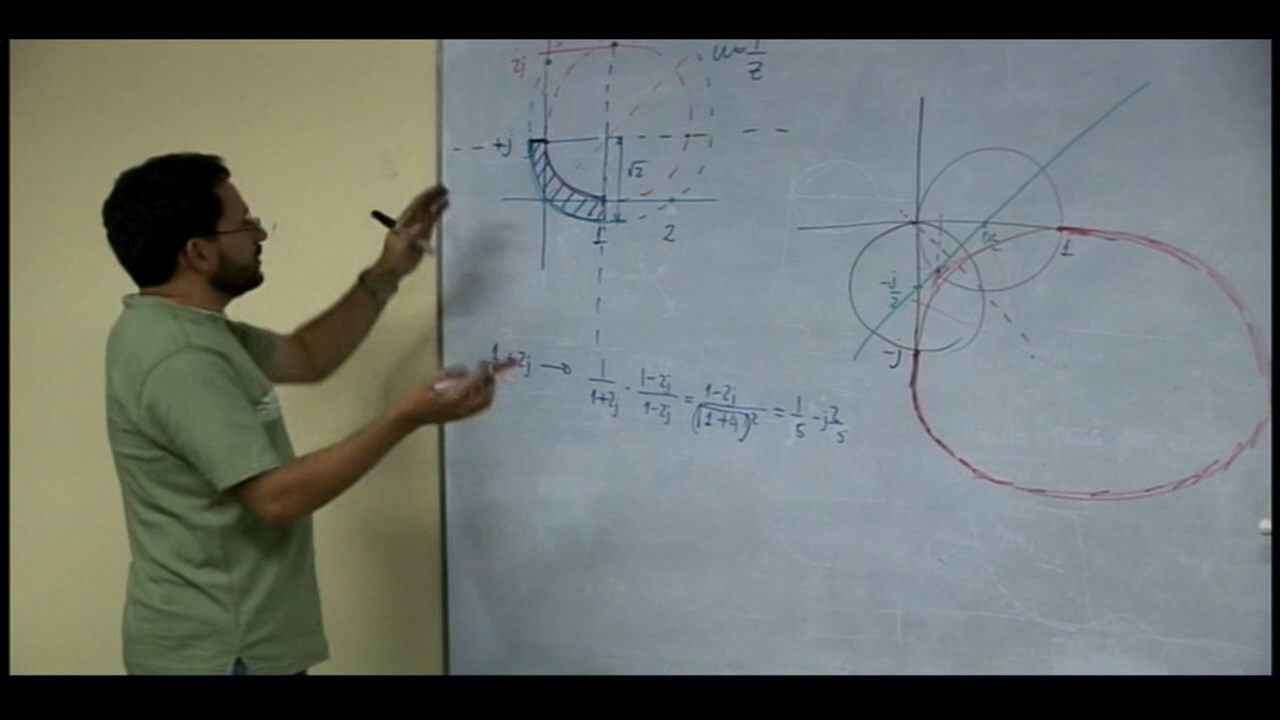 2j
w=1/z
+j
√2
1
2
1/2
1
-j/2
-j
1+2j → 1/(1+2j) · (1-2j)/(1-2j) = (1-2j)/(√(1+4))² = 1/5 - j2/5